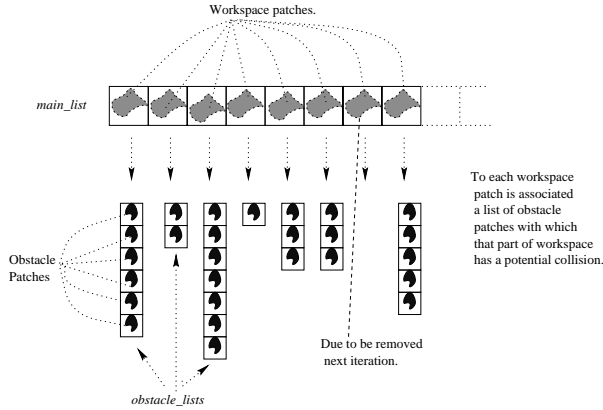 Workspace patches.
main_list
To each workspace
patch is associated
a list of obstacle
patches with which
that part of workspace
has a potential collision.
Obstacle
Patches
Due to be removed
next iteration.
obstacle_lists